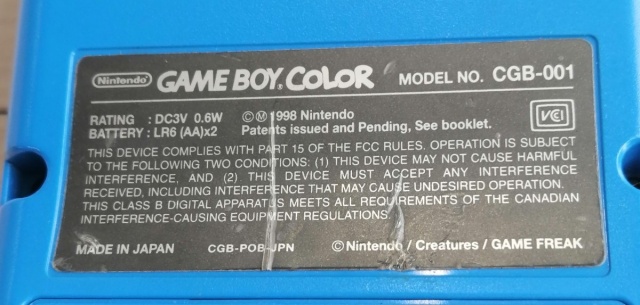 Nintendo GAME BOY COLOR MODEL NO. CGB-001
RATING : DC3V 0.6W ©Ⓜ1998 Nintendo
BATTERY : LR6 (AA)x2 Patents issued and Pending, See booklet.
VCI
THIS DEVICE COMPLIES WITH PART 15 OF THE FCC RULES. OPERATION IS SUBJECT
TO THE FOLLOWING TWO CONDITIONS: (1) THIS DEVICE MAY NOT CAUSE HARMFUL
INTERFERENCE, AND (2) THIS DEVICE MUST ACCEPT ANY INTERFERENCE
RECEIVED, INCLUDING INTERFERENCE THAT MAY CAUSE UNDESIRED OPERATION.
THIS CLASS B DIGITAL APPARATUS MEETS ALL REQUIREMENTS OF THE CANADIAN
INTERFERENCE-CAUSING EQUIPMENT REGULATIONS.
MADE IN JAPAN CGB-POB-JPN ©Nintendo / Creatures / GAME FREAK